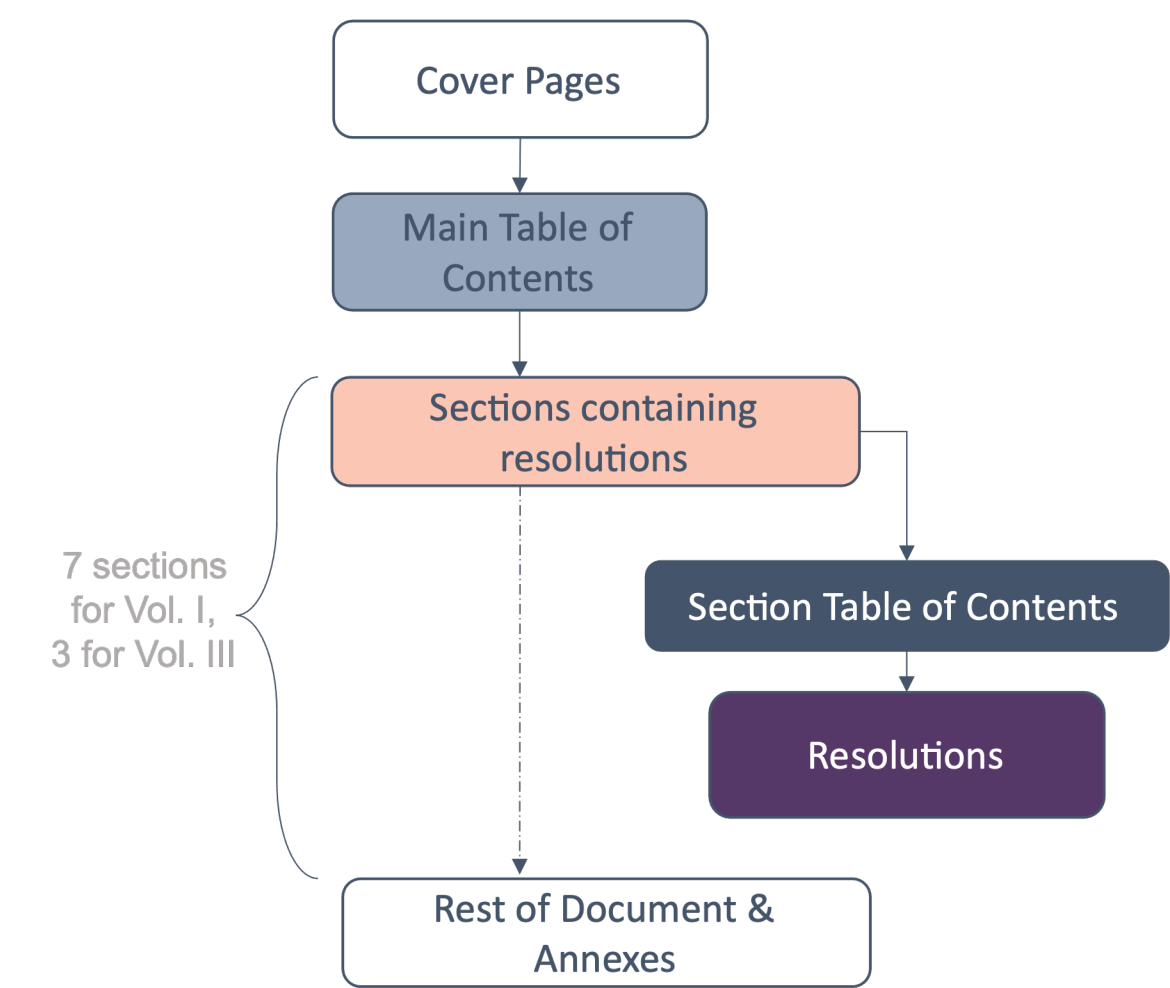 Cover Pages
Main Table of
Contents
Sections containing
resolutions
7 sections
for Vol. I,
3 for Vol. III
Section Table of Contents
Resolutions
Rest of Document &
Annexes